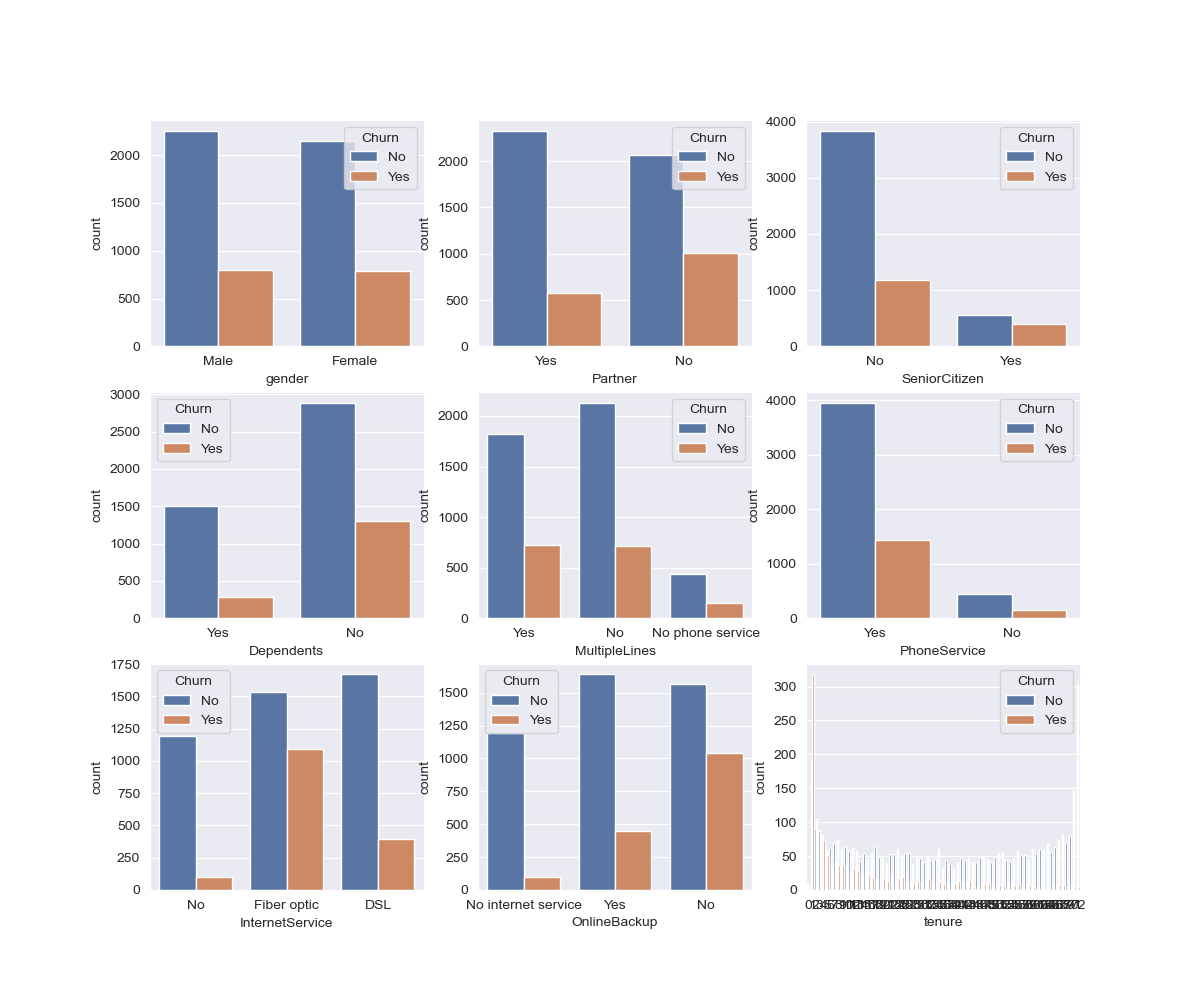 Churn
No
Yes
2000
1500
1000
500
0
count
Male Female
gender
Churn
No
Yes
2000
1500
1000
500
0
count
Yes No
Partner
Churn
No
Yes
4000
3000
2000
1000
0
count
No Yes
SeniorCitizen
Churn
No
Yes
3000
2500
2000
1500
1000
500
0
count
Yes No
Dependents
Churn
No
Yes
2000
1500
1000
500
0
count
Yes No No phone service
MultipleLines
Churn
No
Yes
4000
3000
2000
1000
0
count
Yes No
PhoneService
Churn
No
Yes
1750
1500
1250
1000
750
500
250
0
count
No Fiber optic DSL
InternetService
Churn
No
Yes
1500
1250
1000
750
500
250
0
count
No internet service Yes No
OnlineBackup
Churn
No
Yes
300
250
200
150
100
50
0
count
tenure